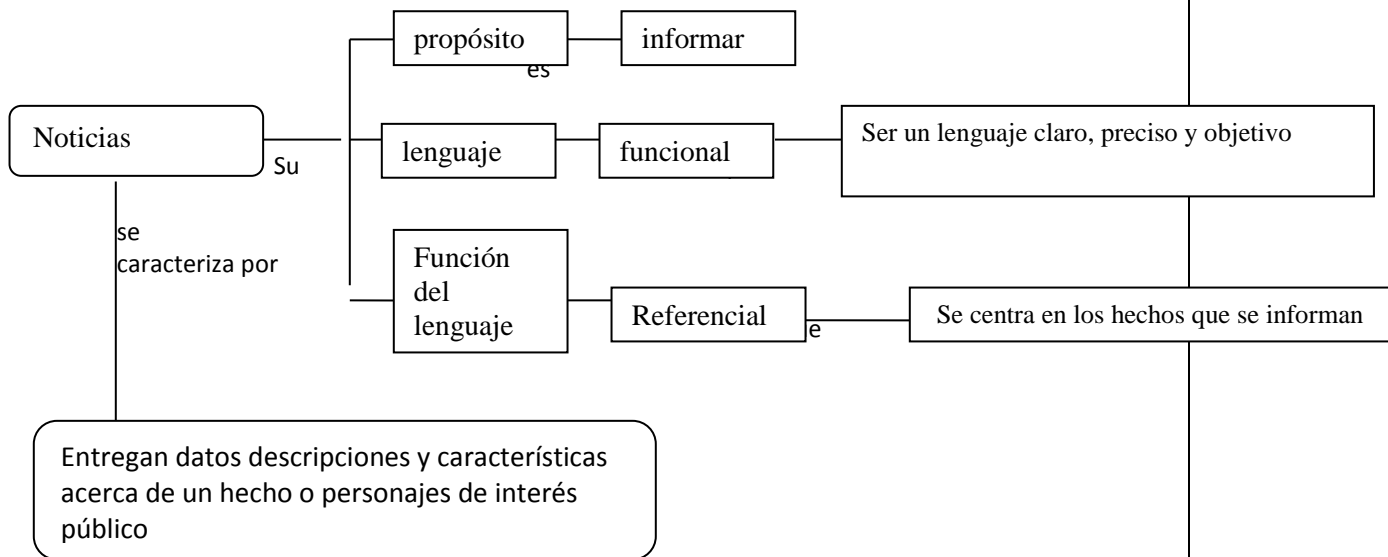 propósito
es
informar
Noticias
Su
lenguaje
funcional
Ser un lenguaje claro, preciso y objetivo
se
caracteriza por
Función
del
lenguaje
Referencial
e
Se centra en los hechos que se informan
Entregan datos descripciones y características
acerca de un hecho o personajes de interés
público